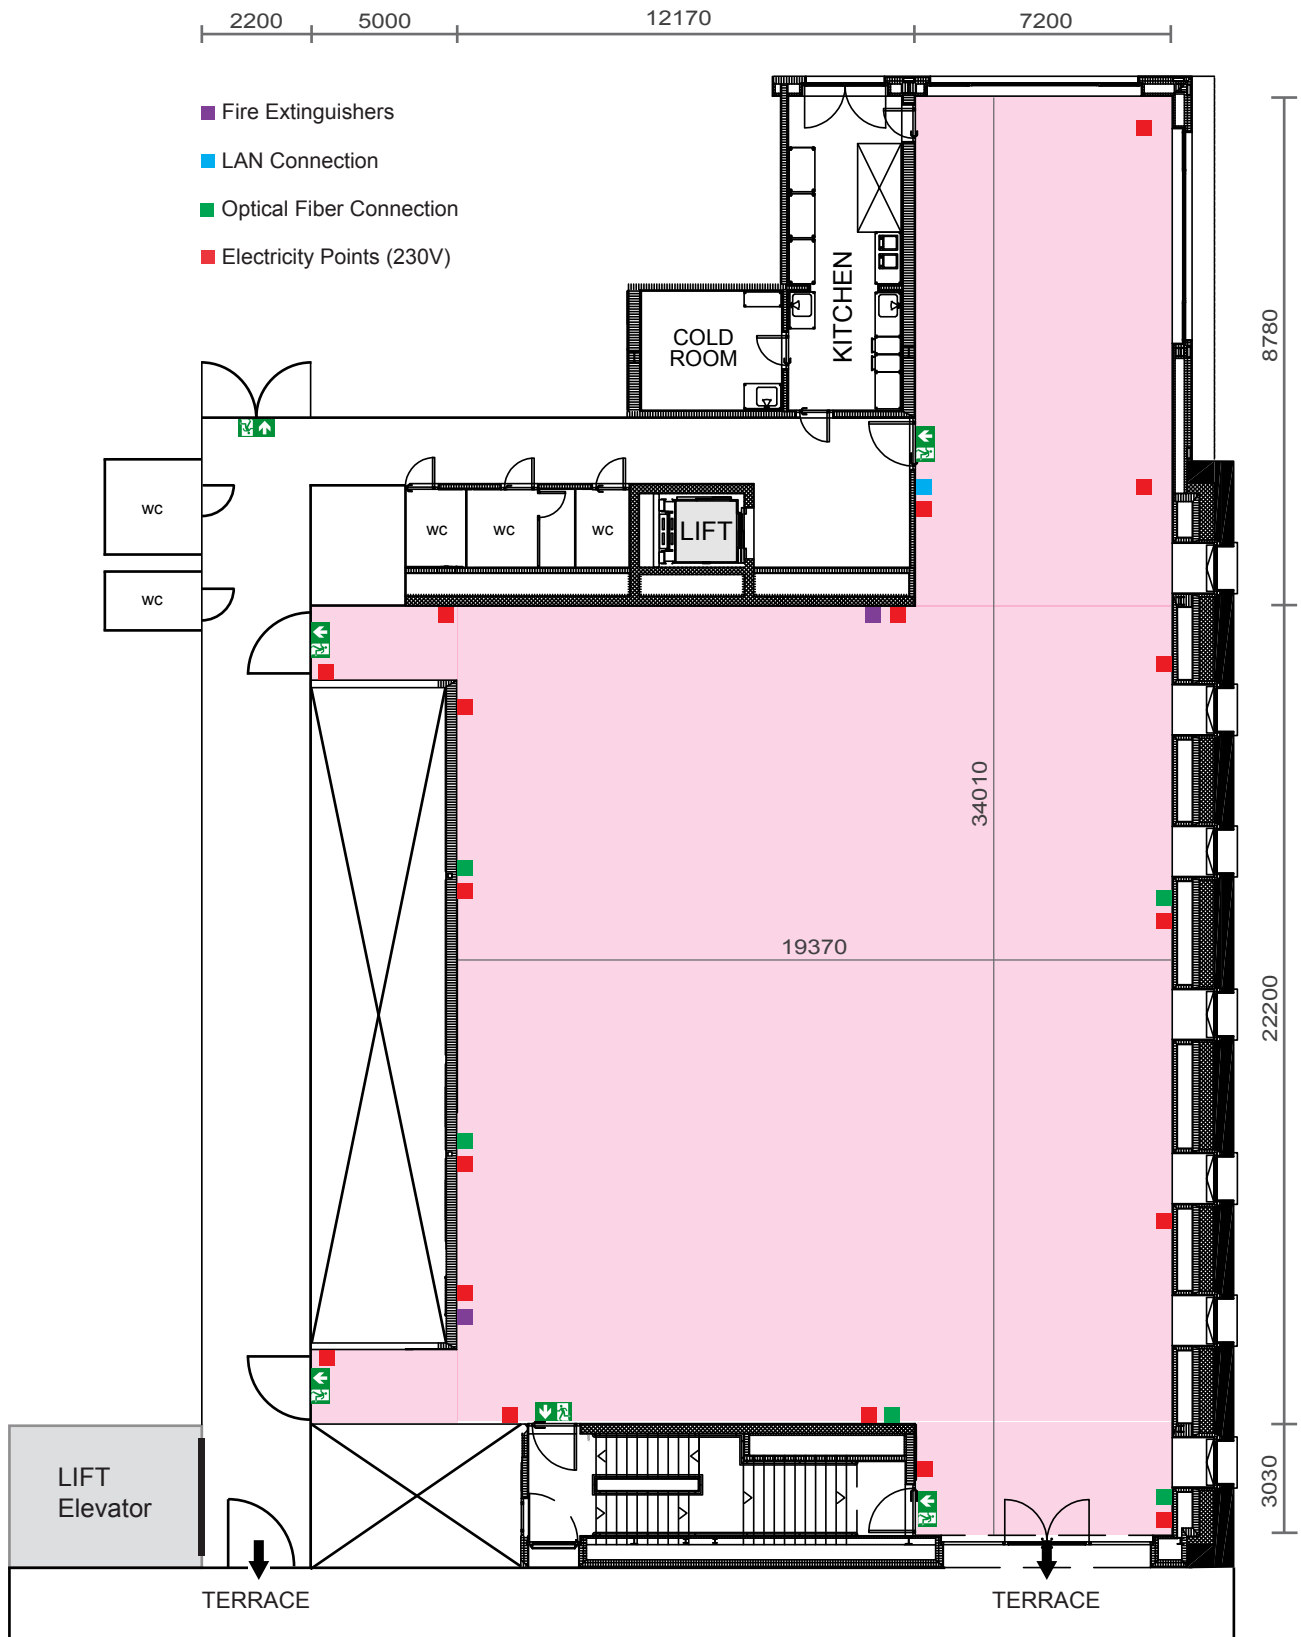 2200 5000 12170 7200
Fire Extinguishers
LAN Connection
Optical Fiber Connection
Electricity Points (230V)
KITCHEN
COLD
ROOM
8780
wc
wc
wc
wc
LIFT
wc
34010
19370
22200
LIFT
Elevator
3030
TERRACE
TERRACE